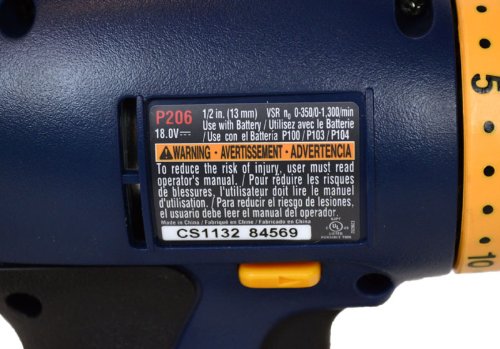 P206 1/2 in. (13 mm) VSR n₀ 0-350/0-1,300/min
18.0V⎓ Use with Battery / Utilisez avec le Batterie
/ Use con el Bateria P100 / P103 / P104
WARNING · AVERTISSEMENT · ADVERTENCIA
To reduce the risk of injury, user must read
operator's manual. / Pour réduire les risques
de blessures, l'utilisateur doit lire le manuel
d'utilisation. / Para reducir el riesgo de lesiones,
el usuario debe leer el manual del operador.
Made in China / Fabriqué en Chine / Fabricado en China
CS1132 84569
UL
LISTED
5
10